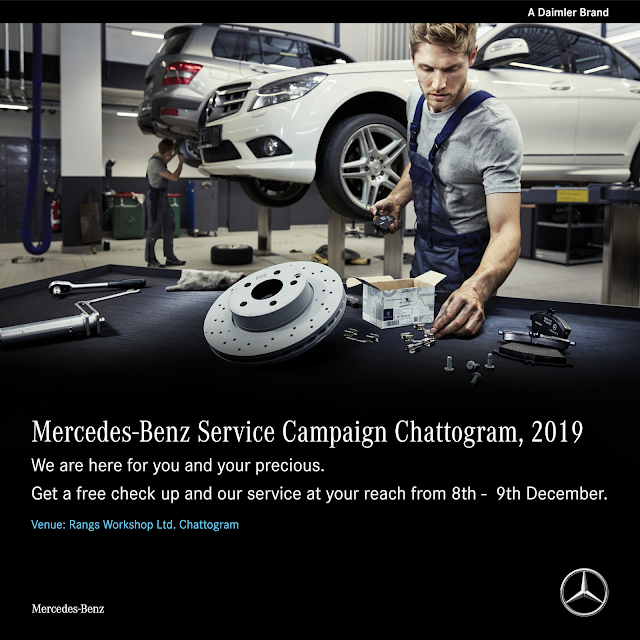 A Daimler Brand
Mercedes-Benz Service Campaign Chattogram, 2019
We are here for you and your precious.
Get a free check up and our service at your reach from 8th - 9th December.
Venue: Rangs Workshop Ltd. Chattogram
Mercedes-Benz